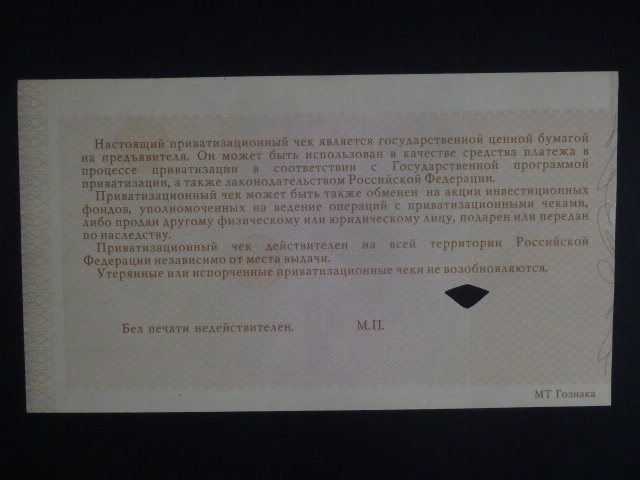 Настоящий приватизационный чек является государственной ценной бумагой
на предъявителя. Он может быть использован в качестве средства платежа в
процессе приватизации в соответствии с Государственной программой
приватизации, а также законодательством Российской Федерации.
Приватизационный чек может быть также обменен на акции инвестиционных
фондов, уполномоченных на ведение операций с приватизационными чеками,
либо продан другому физическому или юридическому лицу, подарен или передан
по наследству.
Приватизационный чек действителен на всей территории Российской
Федерации независимо от места выдачи.
Утерянные или испорченные приватизационные чеки не возобновляются.
Без печати недействителен. М.П.
МТ Гознака